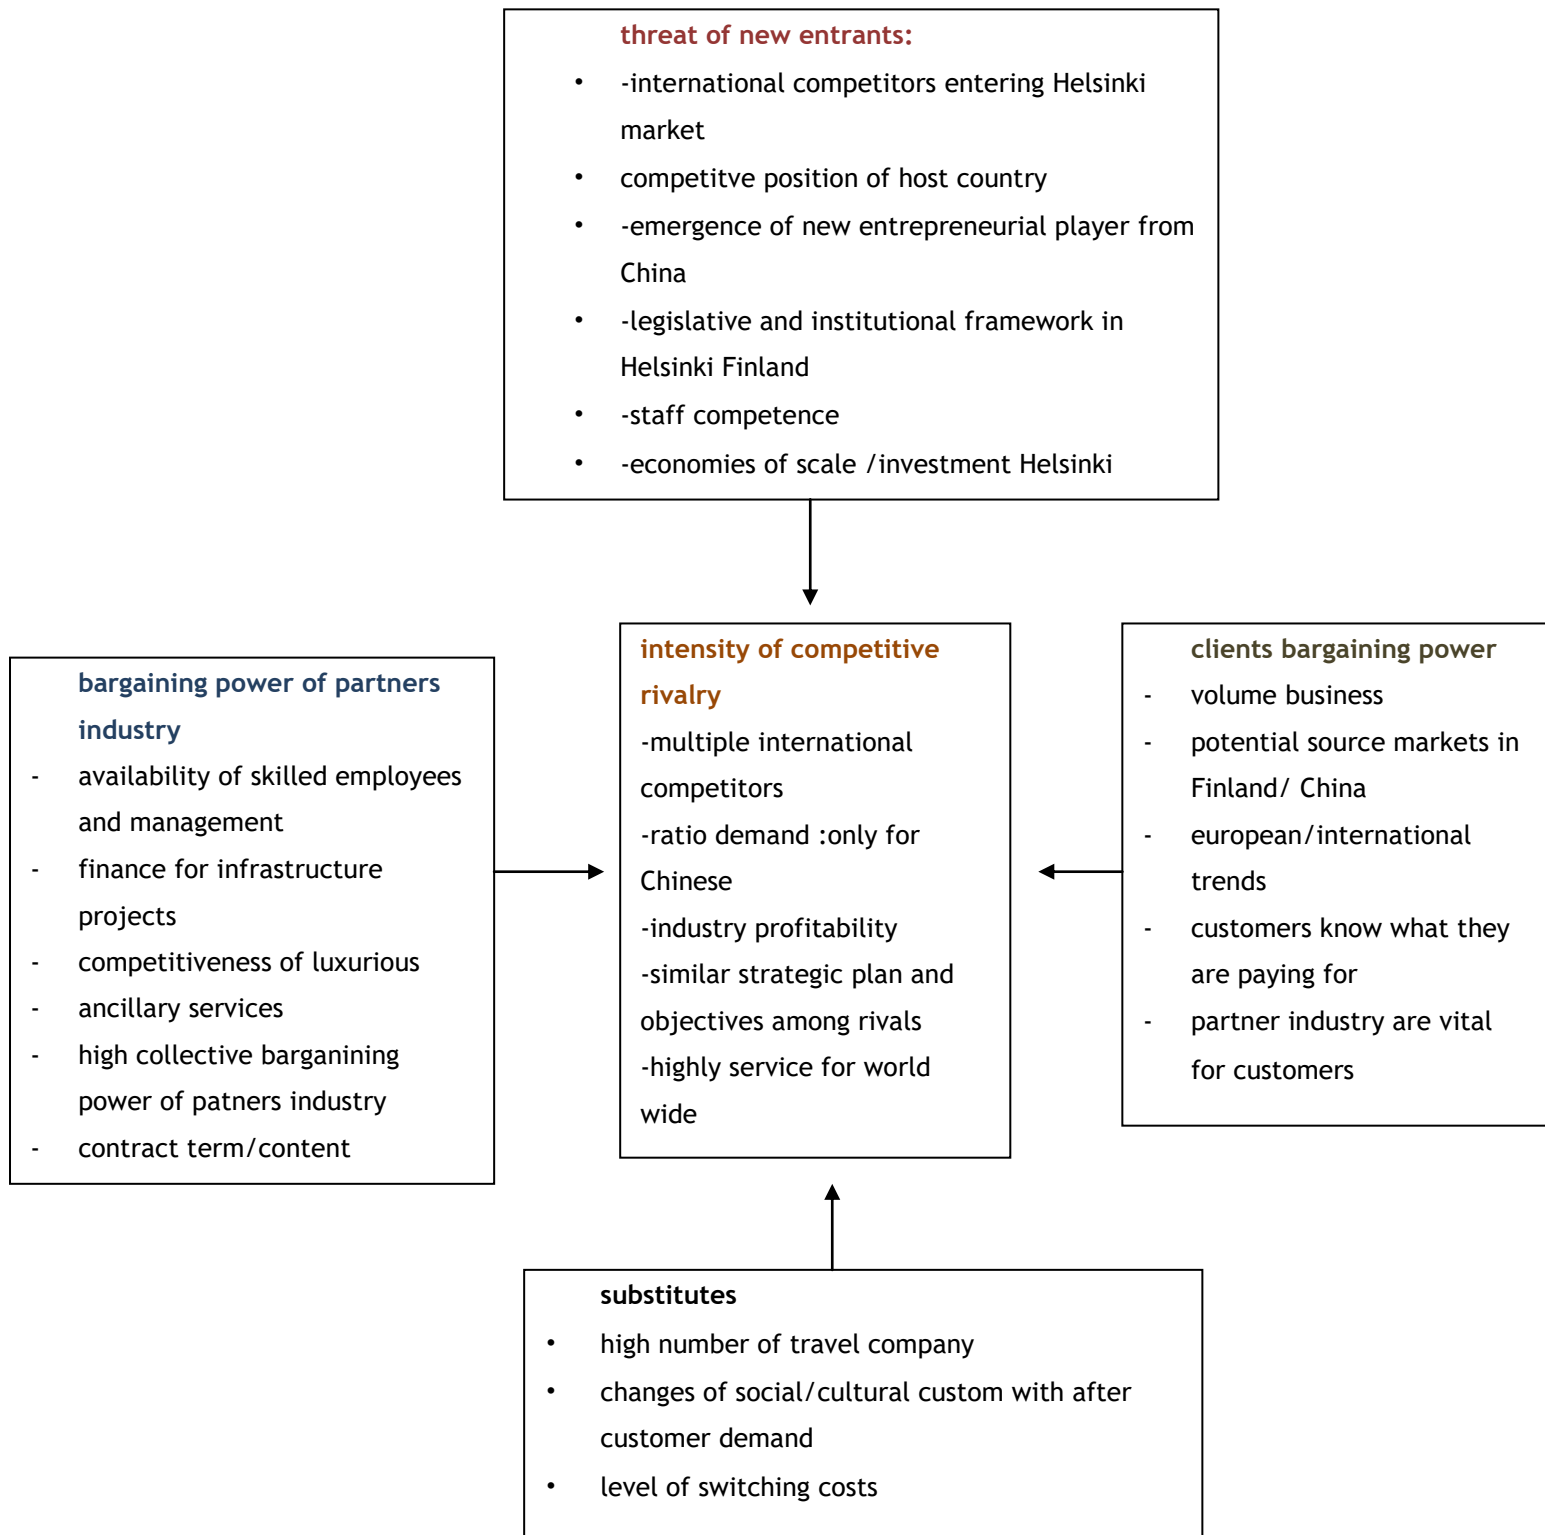 threat of new entrants:
• -international competitors entering Helsinki
market
• competitve position of host country
• -emergence of new entrepreneurial player from
China
• -legislative and institutional framework in
Helsinki Finland
• -staff competence
• -economies of scale /investment Helsinki
bargaining power of partners
industry
- availability of skilled employees
and management
- finance for infrastructure
projects
- competitiveness of luxurious
- ancillary services
- high collective barganining
power of patners industry
- contract term/content
intensity of competitive
rivalry
-multiple international
competitors
-ratio demand :only for
Chinese
-industry profitability
-similar strategic plan and
objectives among rivals
-highly service for world
wide
clients bargaining power
- volume business
- potential source markets in
Finland/ China
- european/international
trends
- customers know what they
are paying for
- partner industry are vital
for customers
substitutes
• high number of travel company
• changes of social/cultural custom with after
customer demand
• level of switching costs